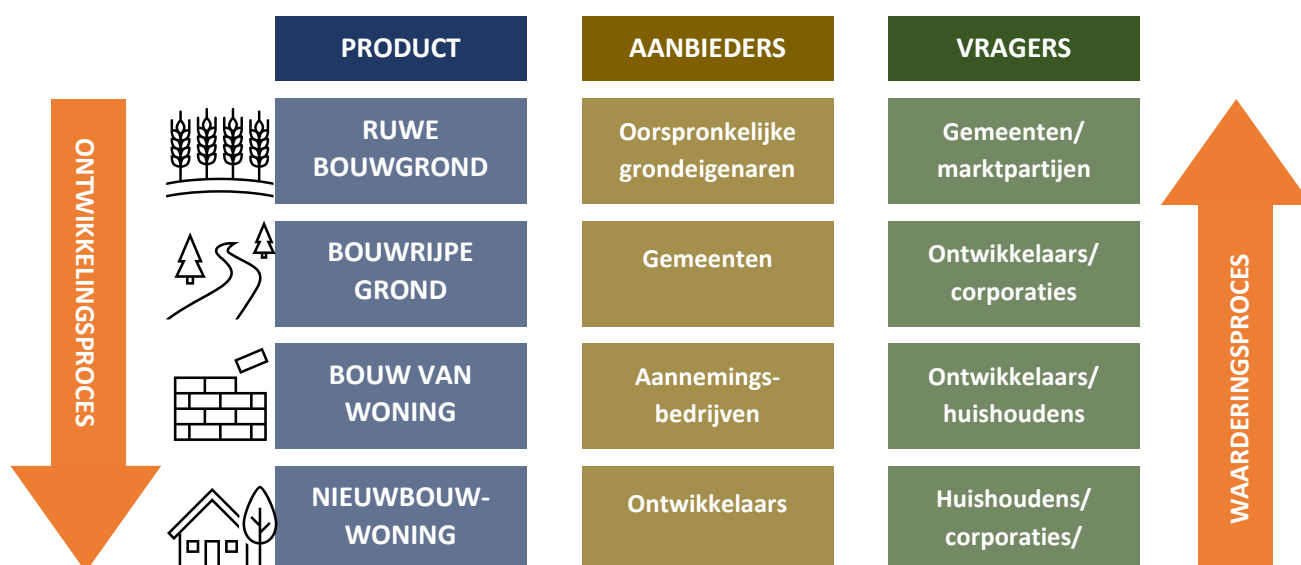 PRODUCT
AANBIEDERS
VRAGERS
ONTWIKKELINGSPROCES
RUWE
BOUWGROND
Oorspronkelijke
grondeigenaren
Gemeenten/
marktpartijen
BOUWRIJPE
GROND
Gemeenten
Ontwikkelaars/
corporaties
BOUW VAN
WONING
Aannemings-
bedrijven
Ontwikkelaars/
huishoudens
NIEUWBOUW-
WONING
Ontwikkelaars
Huishoudens/
corporaties/
WAARDERINGSPROCES